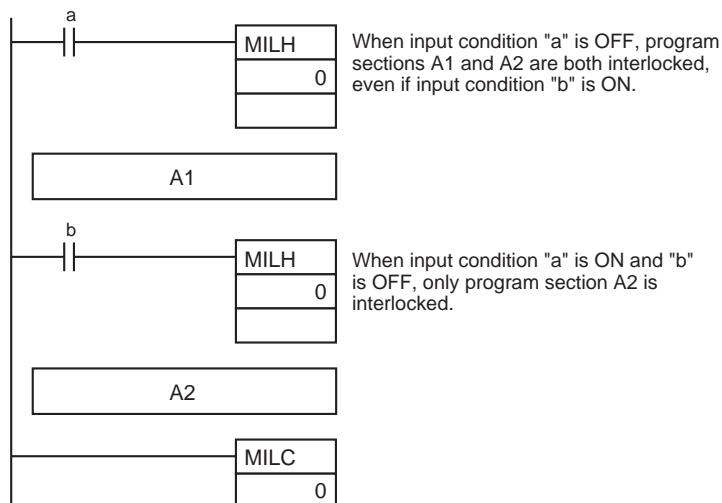 a
MILH
0
When input condition "a" is OFF, program
sections A1 and A2 are both interlocked,
even if input condition "b" is ON.
A1
b
MILH
0
When input condition "a" is ON and "b"
is OFF, only program section A2 is
interlocked.
A2
MILC
0